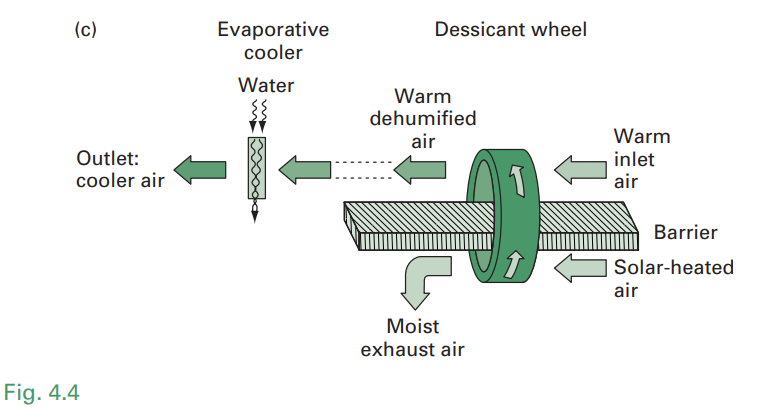 (c)
Evaporative
cooler
Dessicant wheel
Water
Warm
dehumified
air
Warm
inlet
air
Outlet:
cooler air
Barrier
Solar-heated
air
Moist
exhaust air
Fig. 4.4